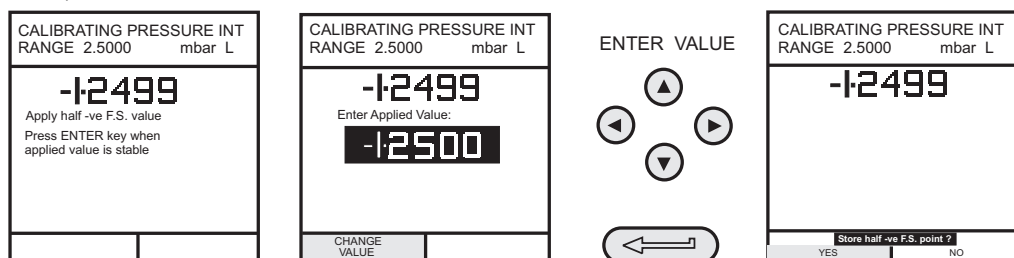 CALIBRATING PRESSURE INT
RANGE 2.5000 mbar L
-1.2499
Apply half -ve F.S. value
Press ENTER key when
applied value is stable
CALIBRATING PRESSURE INT
RANGE 2.5000 mbar L
-1.2499
Enter Applied Value:
-1.2500
CHANGE
VALUE
ENTER VALUE
CALIBRATING PRESSURE INT
RANGE 2.5000 mbar L
-1.2499
Store half -ve F.S. point ?
YES NO